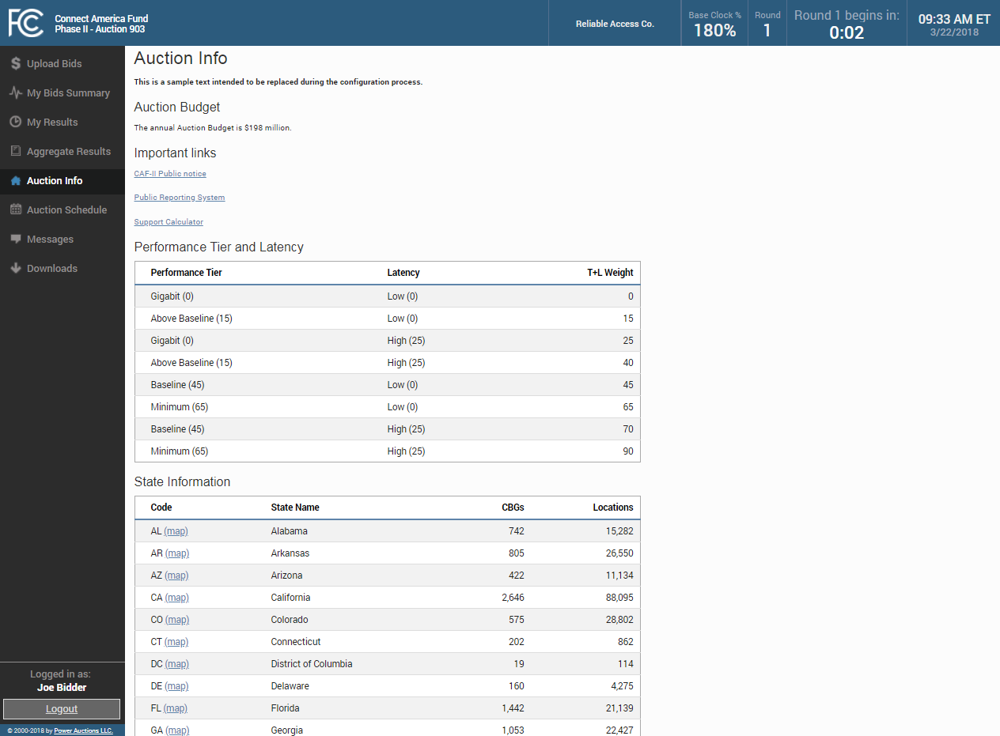 FCC
Connect America Fund
Phase II - Auction 903
Reliable Access Co.
Base Clock %
180%
Round
1
Round 1 begins in:
0:02
09:33 AM ET
3/22/2018
Upload Bids
My Bids Summary
My Results
Aggregate Results
Auction Info
Auction Schedule
Messages
Downloads
Logged in as:
Joe Bidder
Logout
© 2000-2018 by Power Auctions LLC.
Auction Info
This is a sample text intended to be replaced during the configuration process.
Auction Budget
The annual Auction Budget is $198 million.
Important links
CAF-II Public notice
Public Reporting System
Support Calculator
Performance Tier and Latency
Performance Tier Latency T+L Weight
Gigabit (0) Low (0) 0
Above Baseline (15) Low (0) 15
Gigabit (0) High (25) 25
Above Baseline (15) High (25) 40
Baseline (45) Low (0) 45
Minimum (65) Low (0) 65
Baseline (45) High (25) 70
Minimum (65) High (25) 90
State Information
Code State Name CBGs Locations
AL (map) Alabama 742 15,282
AR (map) Arkansas 805 26,550
AZ (map) Arizona 422 11,134
CA (map) California 2,646 88,095
CO (map) Colorado 575 28,802
CT (map) Connecticut 202 862
DC (map) District of Columbia 19 114
DE (map) Delaware 160 4,275
FL (map) Florida 1,442 21,139
GA (map) Georgia 1,053 22,427